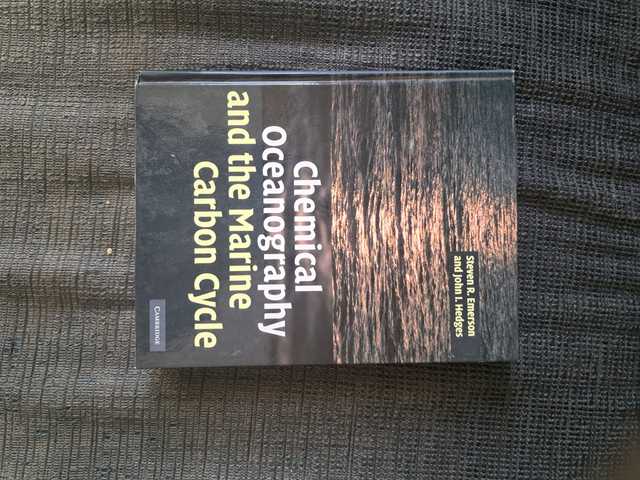 Steven R. Emerson
and John I. Hedges
Chemical
Oceanography
and the Marine
Carbon Cycle
CAMBRIDGE